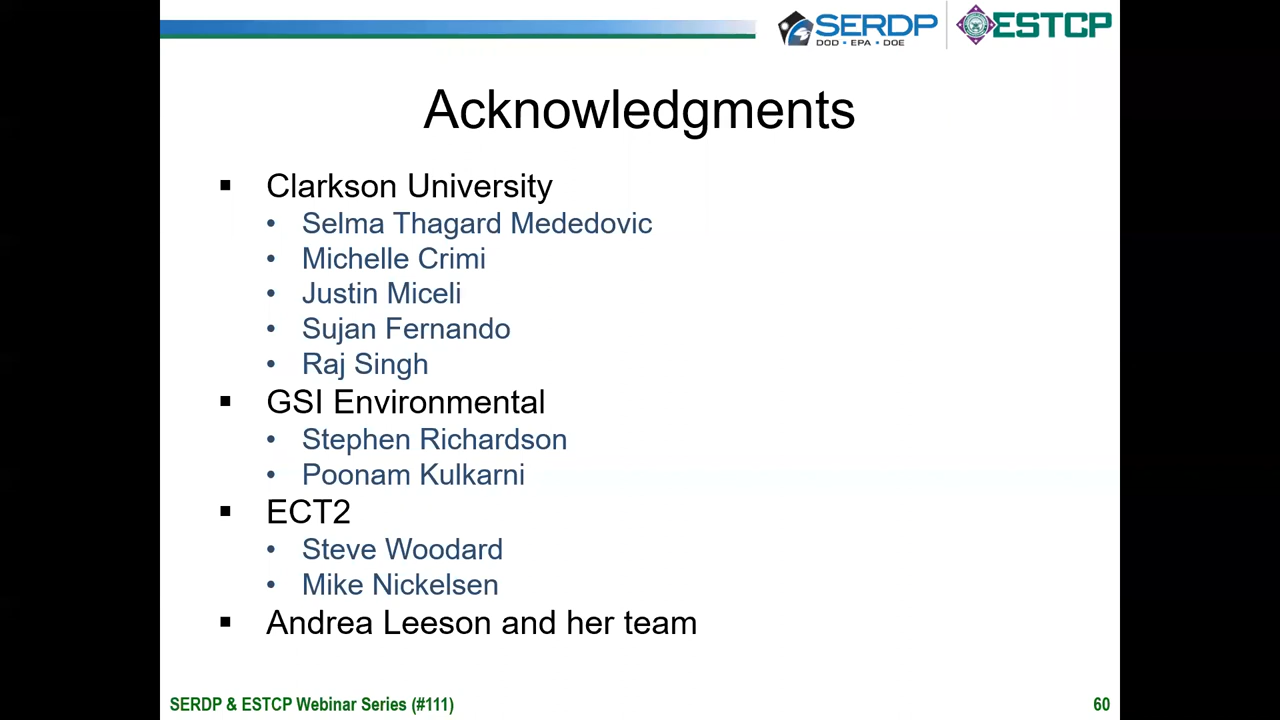 SERDP
DOD • EPA • DOE
ESTCP
Acknowledgments
▪ Clarkson University
• Selma Thagard Mededovic
• Michelle Crimi
• Justin Miceli
• Sujan Fernando
• Raj Singh
▪ GSI Environmental
• Stephen Richardson
• Poonam Kulkarni
▪ ECT2
• Steve Woodard
• Mike Nickelsen
▪ Andrea Leeson and her team
SERDP & ESTCP Webinar Series (#111)
60